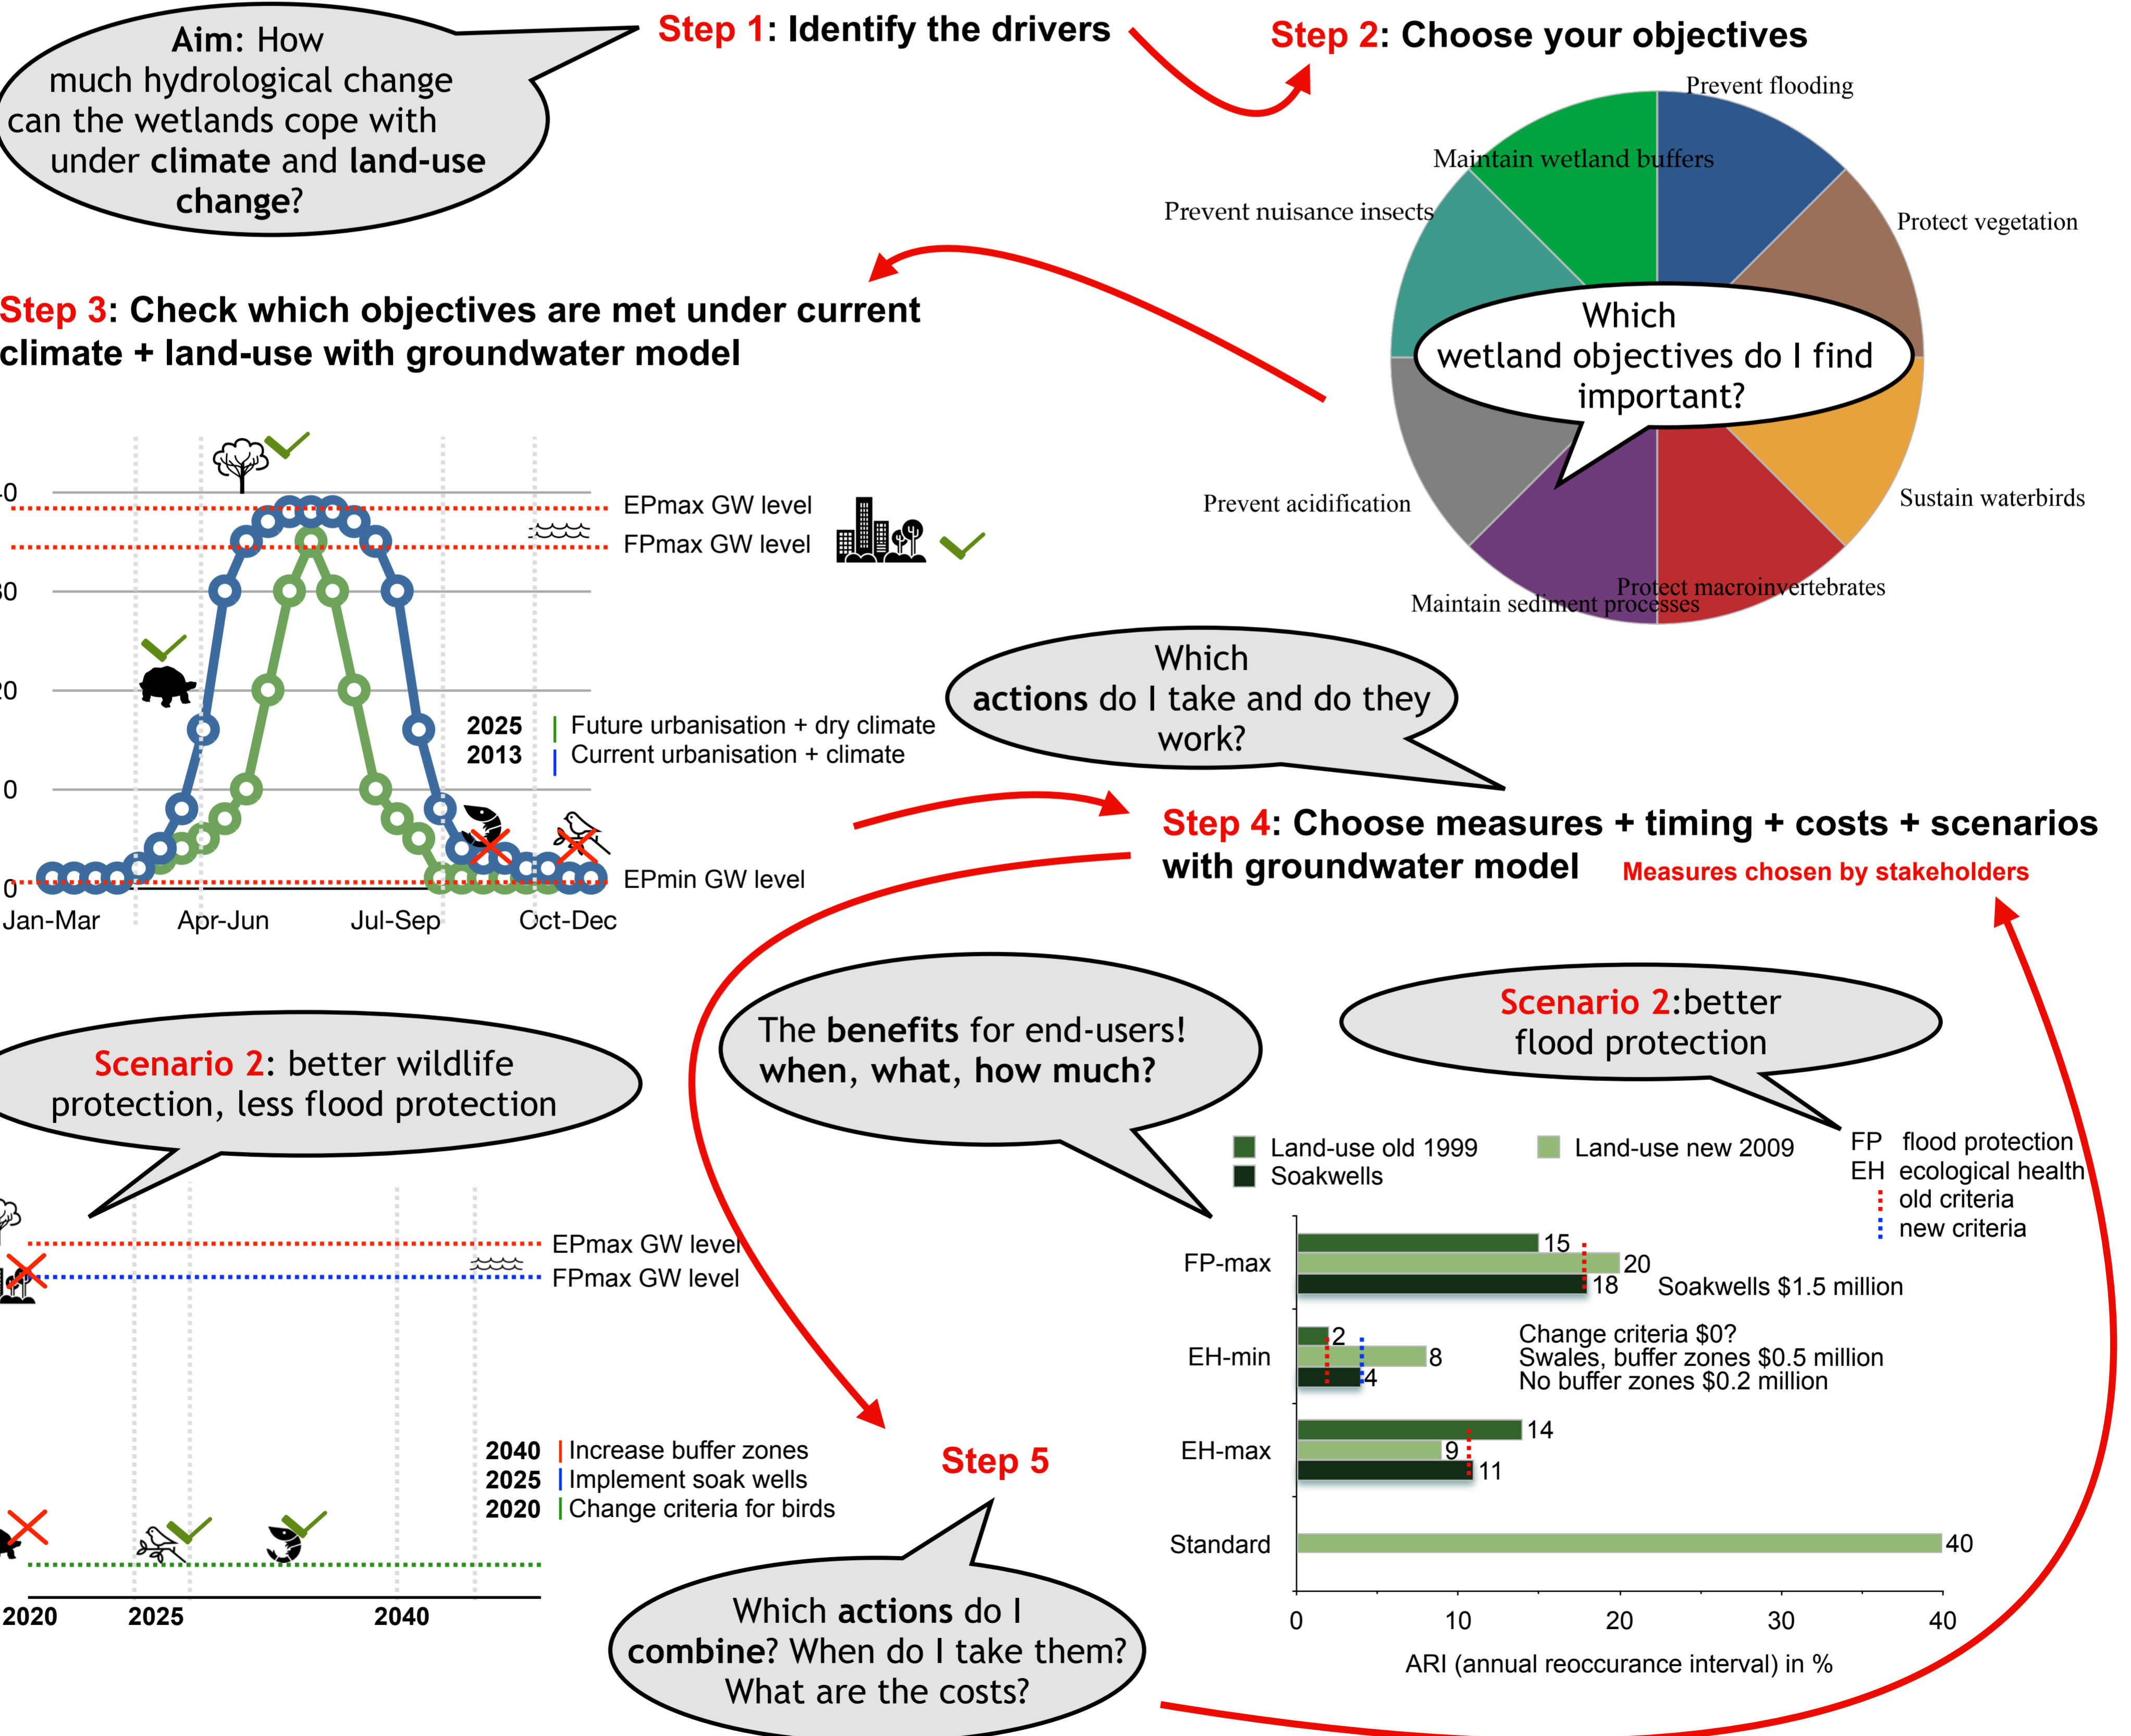 Aim: How
much hydrological change
can the wetlands cope with
under climate and land-use
change?
Step 1: Identify the drivers
Step 2: Choose your objectives
Prevent flooding
Maintain wetland buffers
Prevent nuisance insects
Protect vegetation
Which
wetland objectives do I find
important?
Prevent acidification
Sustain waterbirds
Protect macroinvertebrates
Maintain sediment processes
Step 3: Check which objectives are met under current
climate + land-use with groundwater model
EPmax GW level
FPmax GW level
0
20
0
0
2025 Future urbanisation + dry climate
2013 Current urbanisation + climate
EPmin GW level
Jan-Mar Apr-Jun Jul-Sep Oct-Dec
Which
actions do I take and do they
work?
Step 4: Choose measures + timing + costs + scenarios
with groundwater model Measures chosen by stakeholders
Scenario 2: better wildlife
protection, less flood protection
EPmax GW level
FPmax GW level
2040 Increase buffer zones
2025 Implement soak wells
2020 Change criteria for birds
2020 2025 2040
The benefits for end-users!
when, what, how much?
Scenario 2:better
flood protection
Land-use old 1999 Land-use new 2009
Soakwells
FP flood protection
EH ecological health
old criteria
new criteria
FP-max
15
20
18
Soakwells $1.5 million
EH-min
2
8
4
Change criteria $0?
Swales, buffer zones $0.5 million
No buffer zones $0.2 million
EH-max
14
9
11
Standard
40
0 10 20 30 40
ARI (annual reoccurance interval) in %
Step 5
Which actions do I
combine? When do I take them?
What are the costs?